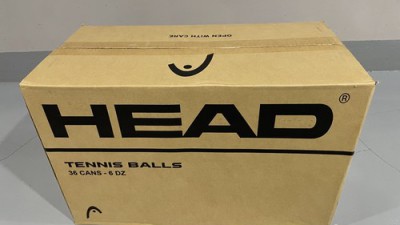 OPEN WITH CARE
HEAD®
TENNIS BALLS
36 CANS - 6 DZ